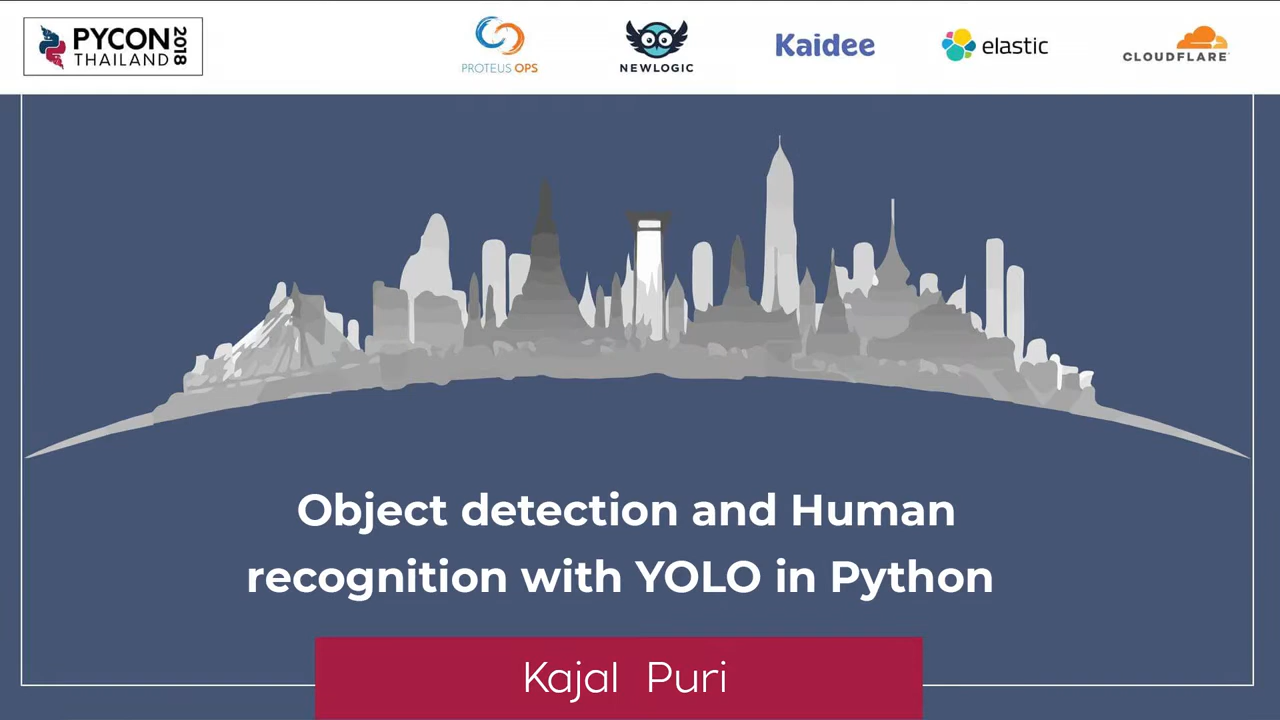 PYCON
THAILAND
2018
PROTEUS OPS
NEWLOGIC
Kaidee
elastic
CLOUDFLARE
Object detection and Human
recognition with YOLO in Python
Kajal Puri